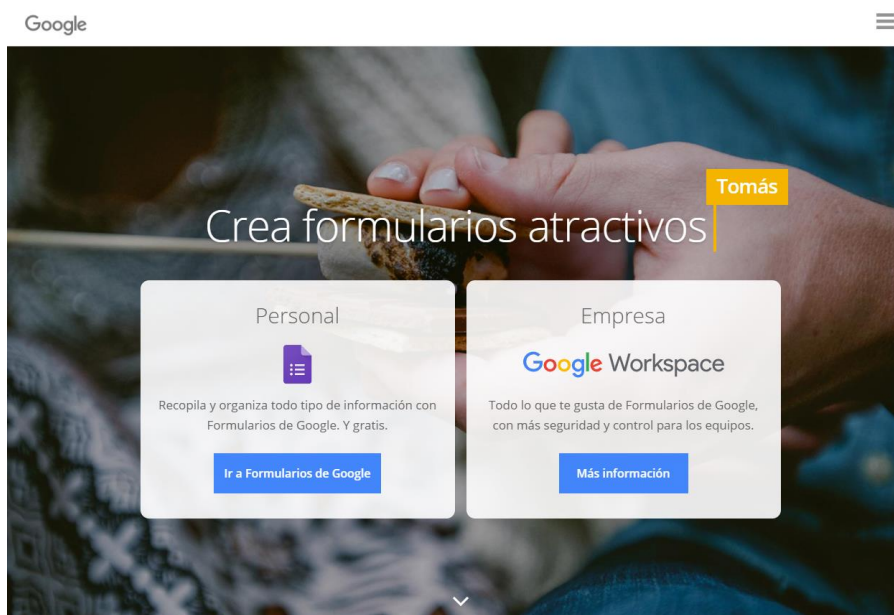 Google
Tomás
Crea formularios atractivos
Personal
Recopila y organiza todo tipo de información con
Formularios de Google. Y gratis.
Ir a Formularios de Google
Empresa
Google Workspace
Todo lo que te gusta de Formularios de Google,
con más seguridad y control para los equipos.
Más información